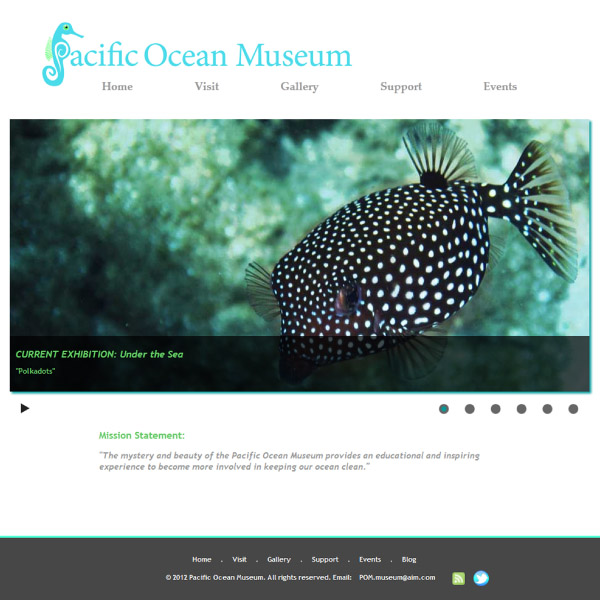 Pacific Ocean Museum
Home Visit Gallery Support Events
CURRENT EXHIBITION: Under the Sea
"Polkadots"
Mission Statement:
"The mystery and beauty of the Pacific Ocean Museum provides an educational and inspiring
experience to become more involved in keeping our ocean clean."
Home . Visit . Gallery . Support . Events . Blog
© 2012 Pacific Ocean Museum. All rights reserved. Email: POM.museum@aim.com